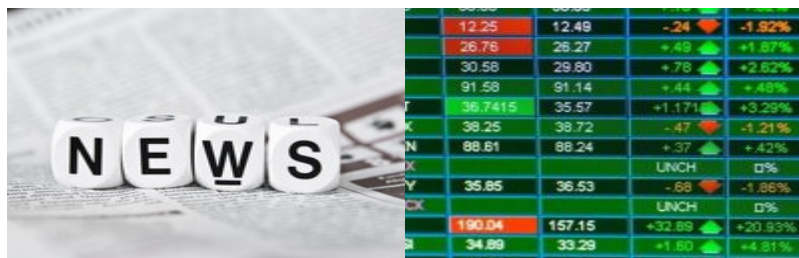 O S U L
NEWS
12.25 12.49 -.24 -1.92%
26.76 26.27 +.49 +1.87%
30.58 29.80 +.78 +2.62%
91.58 91.14 +.44 +.48%
T 36.7415 35.57 +1.171 +3.29%
X 38.25 38.72 -.47 -1.21%
N 88.61 88.24 +.37 +.42%
X UNCH 0%
Y 35.85 36.53 -.68 -1.86%
CX UNCH 0%
190.04 157.15 +32.89 +20.93%
34.89 33.29 +1.60 +4.81%